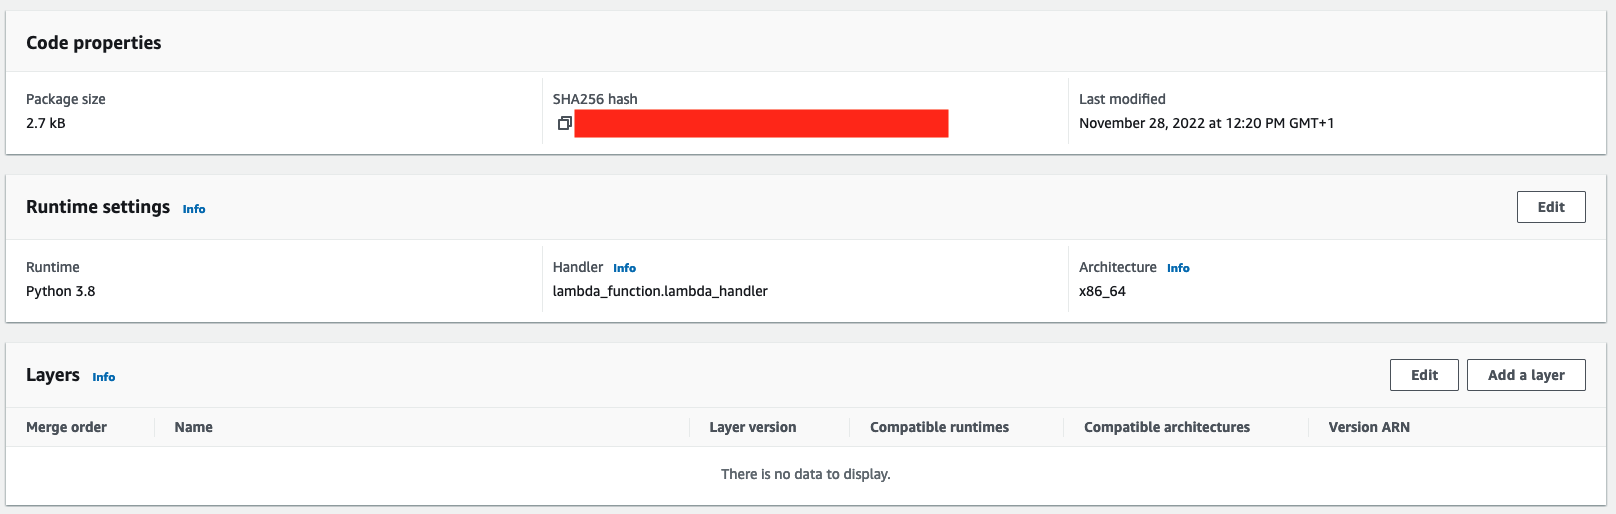 Code properties
Package size
SHA256 hash
Last modified
2.7 kB
November 28, 2022 at 12:20 PM GMT+1
Runtime settings Info
Edit
Runtime
Handler Info
Architecture Info
Python 3.8
lambda_function.lambda_handler
x86_64
Layers Info
Edit
Add a layer
Merge order
Name
Layer version
Compatible runtimes
Compatible architectures
Version ARN
There is no data to display.